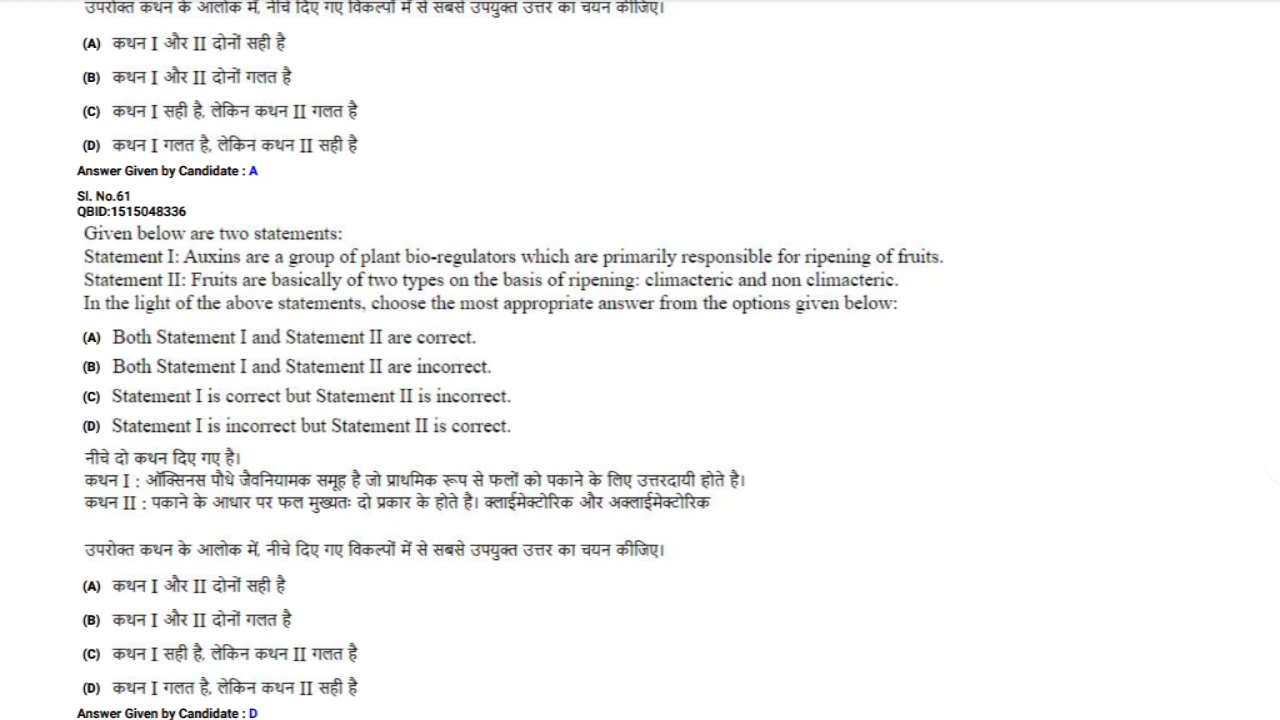 उपरोक्त कथन के आलोक में, नीचे दिए गए विकल्पों में से सबसे उपयुक्त उत्तर का चयन कीजिए।
(A) कथन I और II दोनों सही है
(B) कथन I और II दोनों गलत है
(C) कथन I सही है, लेकिन कथन II गलत है
(D) कथन I गलत है, लेकिन कथन II सही है
Answer Given by Candidate : A
Sl. No.61
QBID:1515048336
Given below are two statements:
Statement I: Auxins are a group of plant bio-regulators which are primarily responsible for ripening of fruits.
Statement II: Fruits are basically of two types on the basis of ripening: climacteric and non climacteric.
In the light of the above statements, choose the most appropriate answer from the options given below:
(A) Both Statement I and Statement II are correct.
(B) Both Statement I and Statement II are incorrect.
(C) Statement I is correct but Statement II is incorrect.
(D) Statement I is incorrect but Statement II is correct.
नीचे दो कथन दिए गए है।
कथन I : ऑक्सिनस पौधे जैवनियामक समूह है जो प्राथमिक रूप से फलों को पकाने के लिए उत्तरदायी होते है।
कथन II : पकाने के आधार पर फल मुख्यतः दो प्रकार के होते है। क्लाईमेक्टोरिक और अक्लाईमेक्टोरिक
उपरोक्त कथन के आलोक में, नीचे दिए गए विकल्पों में से सबसे उपयुक्त उत्तर का चयन कीजिए।
(A) कथन I और II दोनों सही है
(B) कथन I और II दोनों गलत है
(C) कथन I सही है, लेकिन कथन II गलत है
(D) कथन I गलत है, लेकिन कथन II सही है
Answer Given by Candidate : D